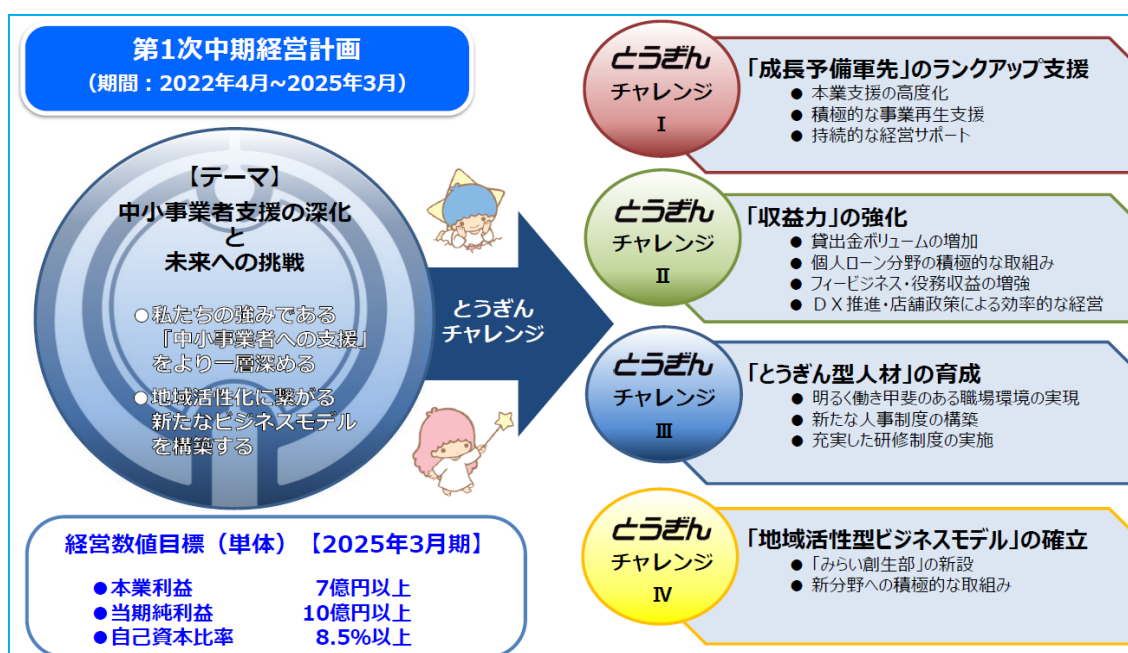 第1次中期経営計画
（期間：2022年4月～2025年3月）
【テーマ】
中小事業者支援の深化
と
未来への挑戦
○私たちの強みである
「中小事業者への支援」
をより一層深める
○地域活性化に繋がる
新たなビジネスモデル
を構築する
とうぎん
チャレンジ
経営数値目標（単体）【2025年3月期】
●本業利益 7億円以上
●当期純利益 10億円以上
●自己資本比率 8.5%以上
とうぎん
チャレンジ
Ⅰ
「成長予備軍先」のランクアップ支援
● 本業支援の高度化
● 積極的な事業再生支援
● 持続的な経営サポート
とうぎん
チャレンジ
Ⅱ
「収益力」の強化
● 貸出金ボリュームの増加
● 個人ローン分野の積極的な取組み
● フィービジネス・役務収益の増強
● ＤＸ推進・店舗政策による効率的な経営
とうぎん
チャレンジ
Ⅲ
「とうぎん型人材」の育成
● 明るく働き甲斐のある職場環境の実現
● 新たな人事制度の構築
● 充実した研修制度の実施
とうぎん
チャレンジ
Ⅳ
「地域活性型ビジネスモデル」の確立
● 「みらい創生部」の新設
● 新分野への積極的な取組み